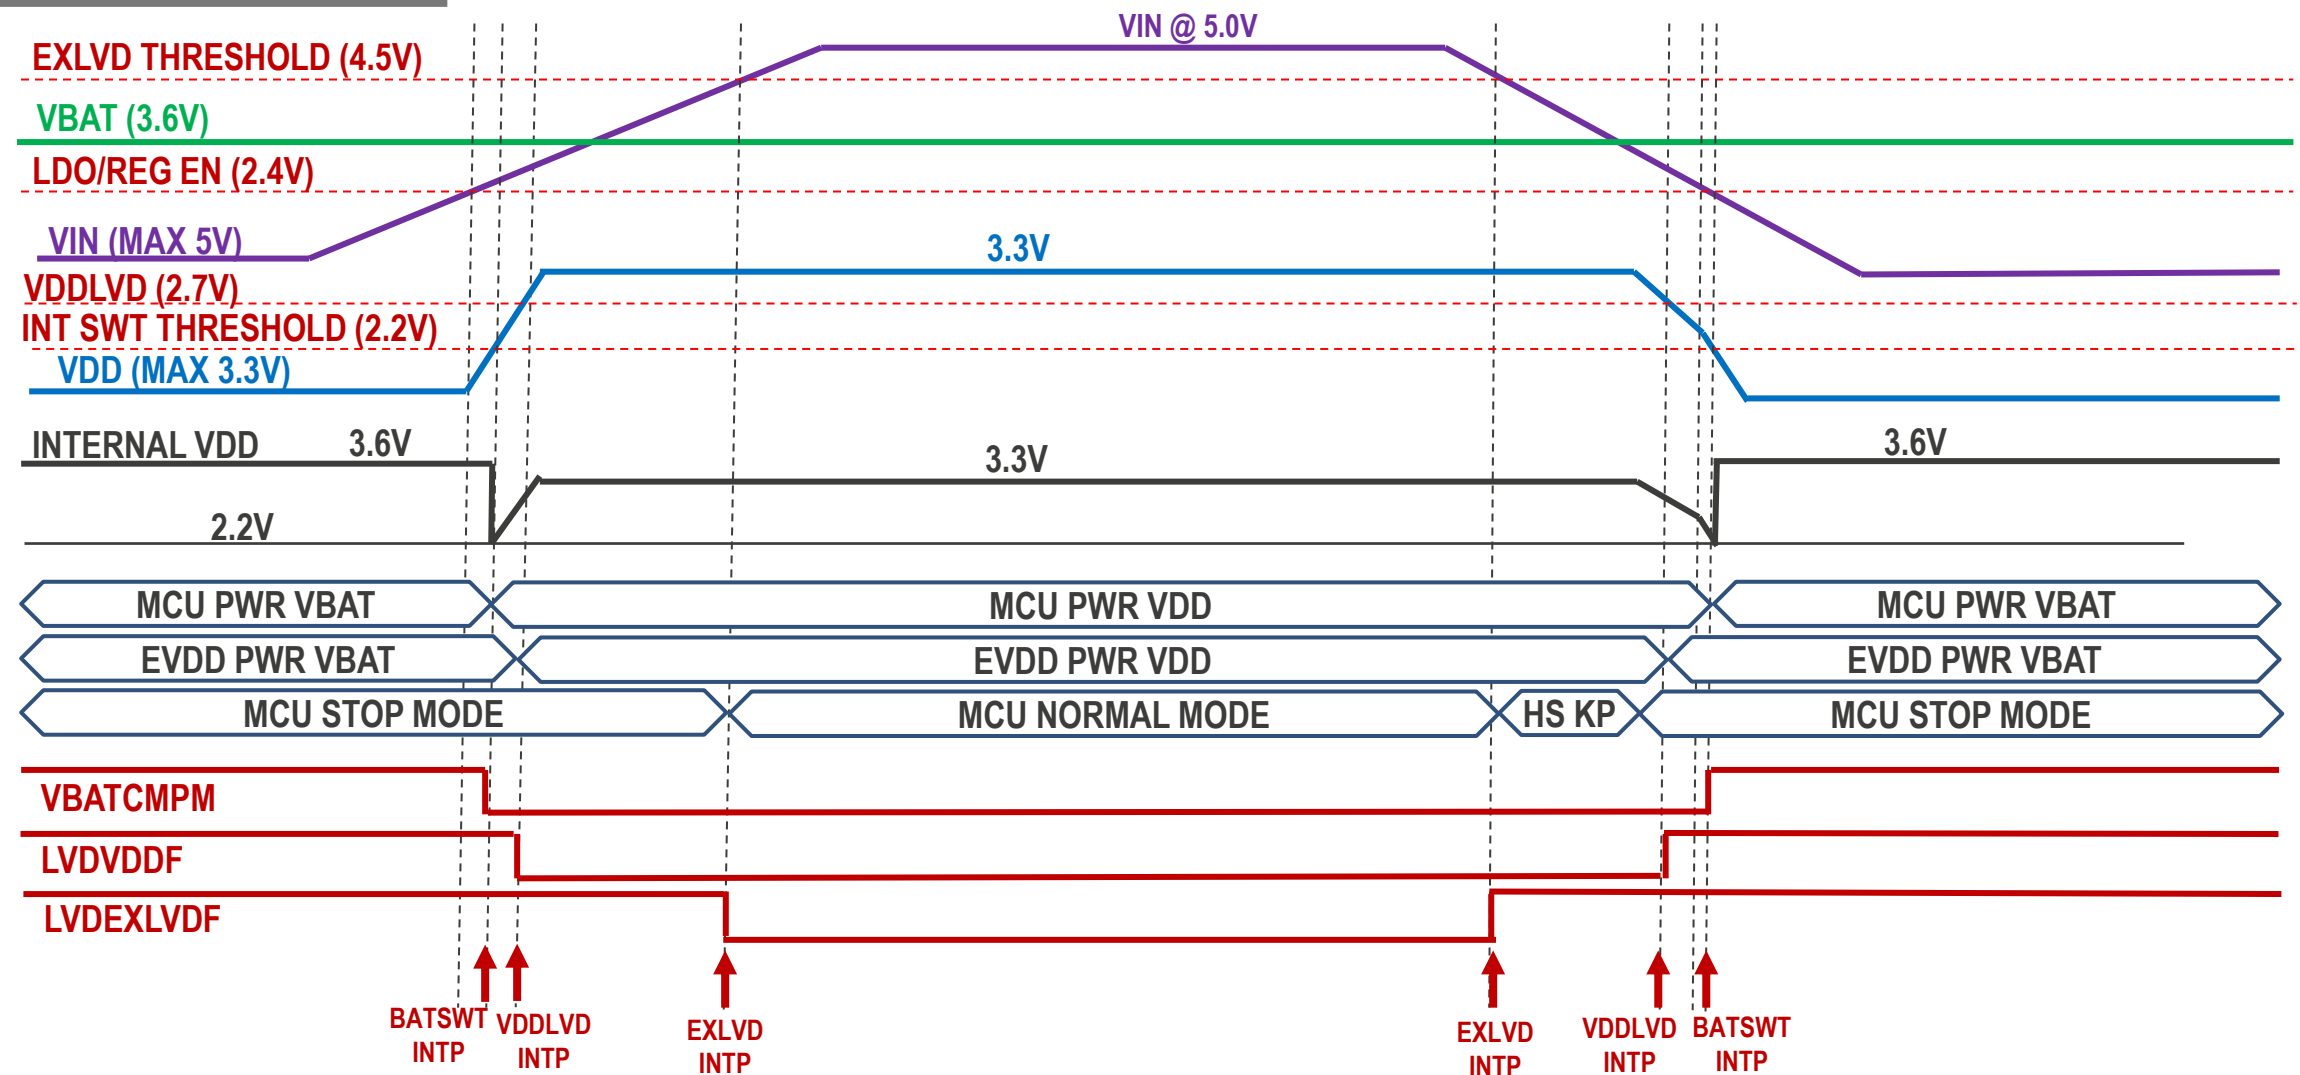 VIN @ 5.0V
EXLVD THRESHOLD (4.5V)
VBAT (3.6V)
LDO/REG EN (2.4V)
VIN (MAX 5V)
3.3V
VDDLVD (2.7V)
INT SWT THRESHOLD (2.2V)
VDD (MAX 3.3V)
INTERNAL VDD
3.6V
3.3V
3.6V
2.2V
MCU PWR VBAT
MCU PWR VDD
MCU PWR VBAT
EVDD PWR VBAT
EVDD PWR VDD
EVDD PWR VBAT
MCU STOP MODE
MCU NORMAL MODE
HS KP
MCU STOP MODE
VBATCMPM
LVDVDDF
LVDEXLVDF
BATSWT
INTP
VDDLVD
INTP
EXLVD
INTP
EXLVD
INTP
VDDLVD
INTP
BATSWT
INTP